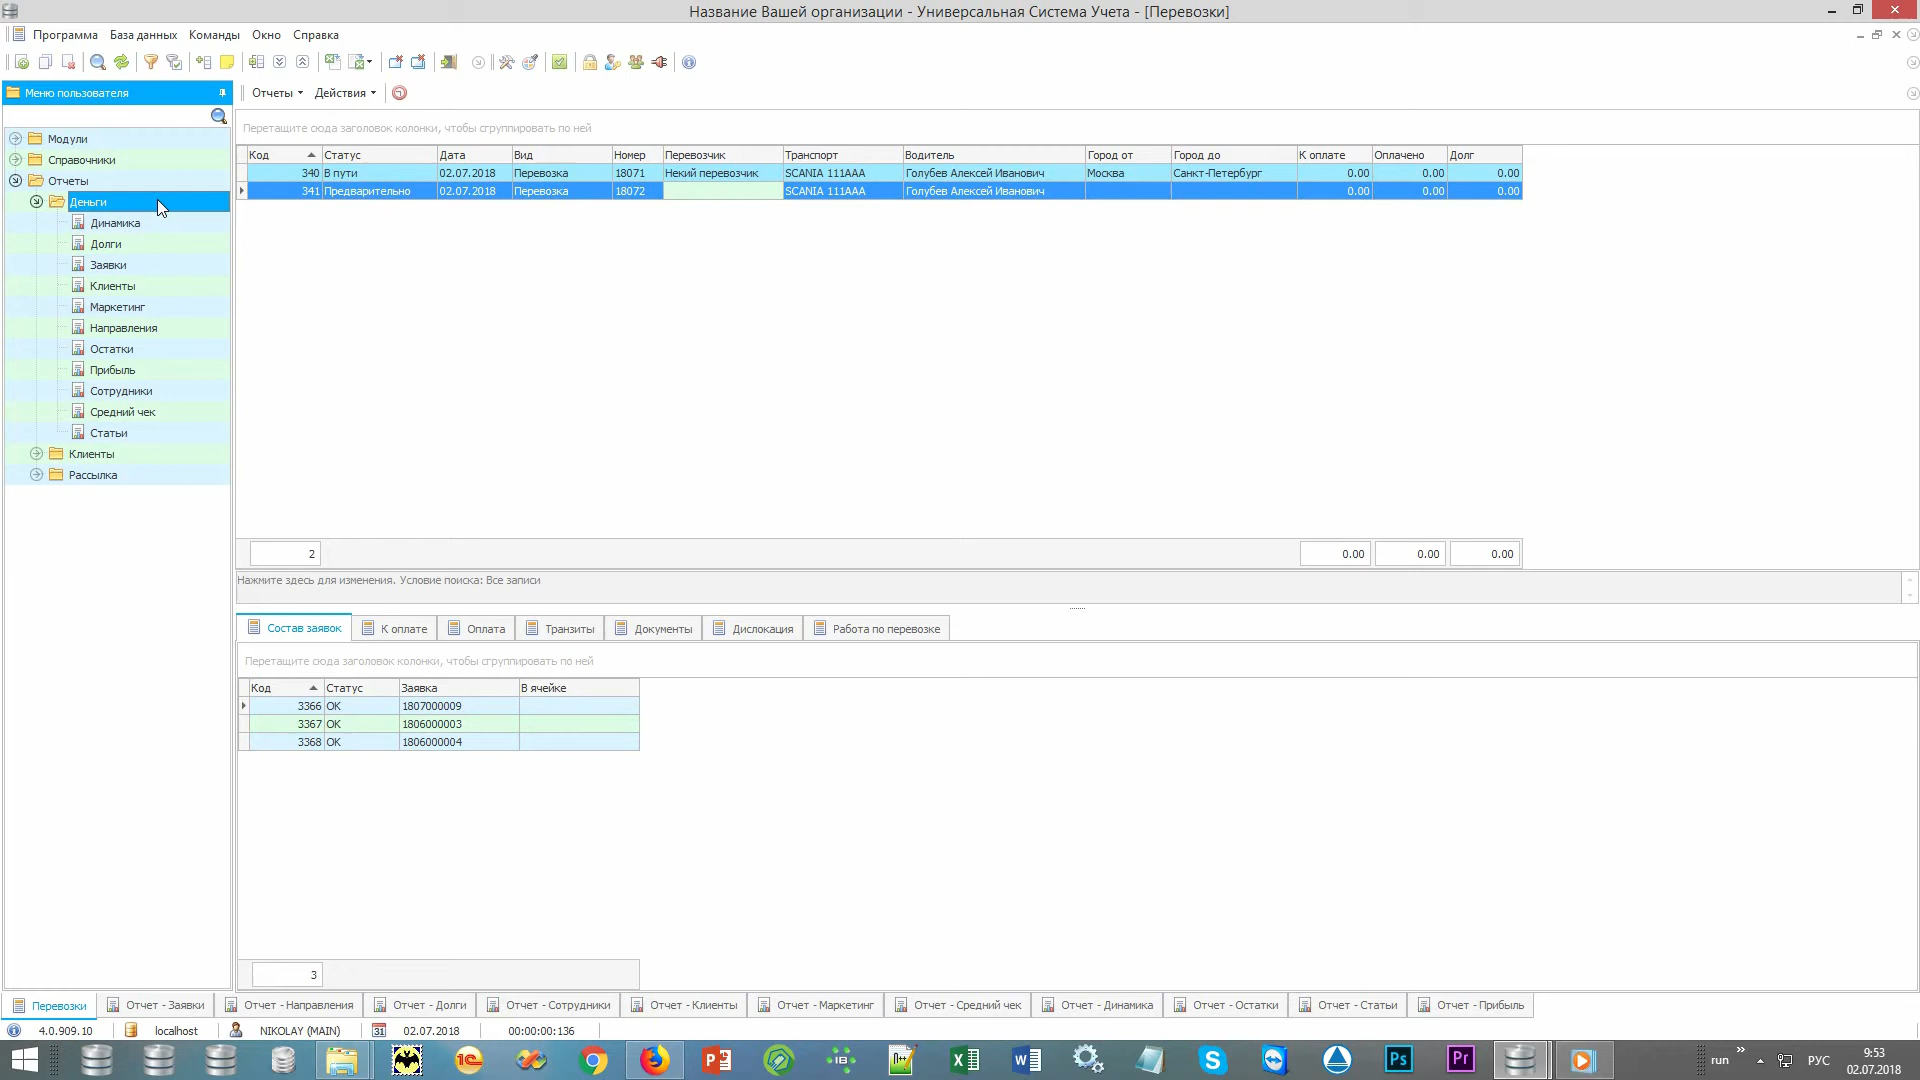 Название Вашей организации - Универсальная Система Учета - [Перевозки]
Программа База данных Команды Окно Справка
Меню пользователя
Отчеты Действия
Перетащите сюда заголовок колонки, чтобы сгруппировать по ней
Модули
Справочники
Отчеты
Деньги
Динамика
Долги
Заявки
Клиенты
Маркетинг
Направления
Остатки
Прибыль
Сотрудники
Средний чек
Статьи
Клиенты
Рассылка
Код Статус Дата Вид Номер Перевозчик Транспорт Водитель Город от Город до К оплате Оплачено Долг
340 В пути 02.07.2018 Перевозка 18071 Некий перевозчик SCANIA 111AAA Голубев Алексей Иванович Москва Санкт-Петербург 0.00 0.00 0.00
341 Предварительно 02.07.2018 Перевозка 18072 SCANIA 111AAA Голубев Алексей Иванович 0.00 0.00 0.00
2 0.00 0.00 0.00
Нажмите здесь для изменения. Условие поиска: Все записи
Состав заявок К оплате Оплата Транзиты Документы Дислокация Работа по перевозке
Перетащите сюда заголовок колонки, чтобы сгруппировать по ней
Код Статус Заявка В ячейке
3366 OK 1807000009
3367 OK 1806000003
3368 OK 1806000004
3
Перевозки Отчет - Заявки Отчет - Направления Отчет - Долги Отчет - Сотрудники Отчет - Клиенты Отчет - Маркетинг Отчет - Средний чек Отчет - Динамика Отчет - Остатки Отчет - Статьи Отчет - Прибыль
4.0.909.10 localhost NIKOLAY (MAIN) 31 02.07.2018 00:00:00:136
run РУС 9:53
02.07.2018